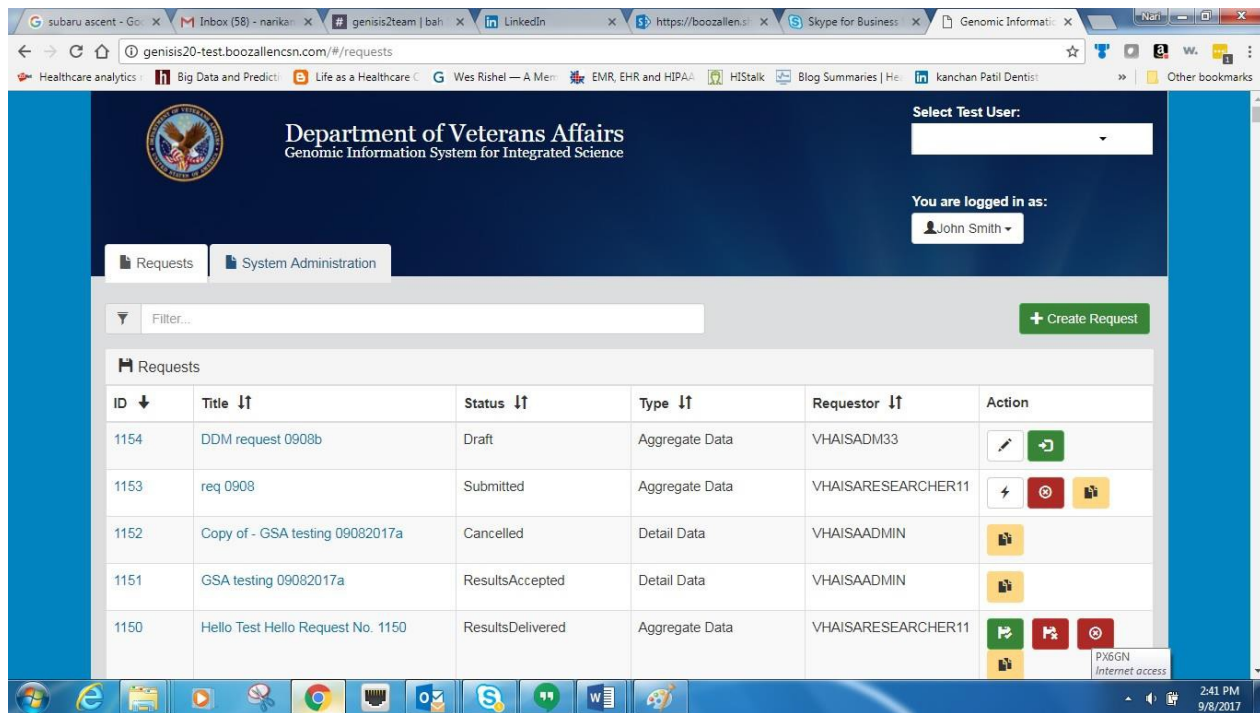 subaru ascent - Goo
Inbox (58) - narikan
genisis2team | bah
LinkedIn
https://boozallen.si
Skype for Business
Genomic Informatic
Nari
genisis20-test.boozallencsn.com/#/requests
Healthcare analytics
Big Data and Predicti
Life as a Healthcare C
Wes Rishel — A Mem
EMR, EHR and HIPAA
HIStalk
Blog Summaries | He
kanchan Patil Dentist
»
Other bookmarks
Department of Veterans Affairs
Genomic Information System for Integrated Science
Select Test User:
You are logged in as:
John Smith
Requests
System Administration
Filter...
+ Create Request
Requests
ID Title Status Type Requestor Action
1154 DDM request 0908b Draft Aggregate Data VHAISADM33
1153 req 0908 Submitted Aggregate Data VHAISARESEARCHER11
1152 Copy of - GSA testing 09082017a Cancelled Detail Data VHAISAADMIN
1151 GSA testing 09082017a ResultsAccepted Detail Data VHAISAADMIN
1150 Hello Test Hello Request No. 1150 ResultsDelivered Aggregate Data VHAISARESEARCHER11
PX6GN
Internet access
2:41 PM
9/8/2017